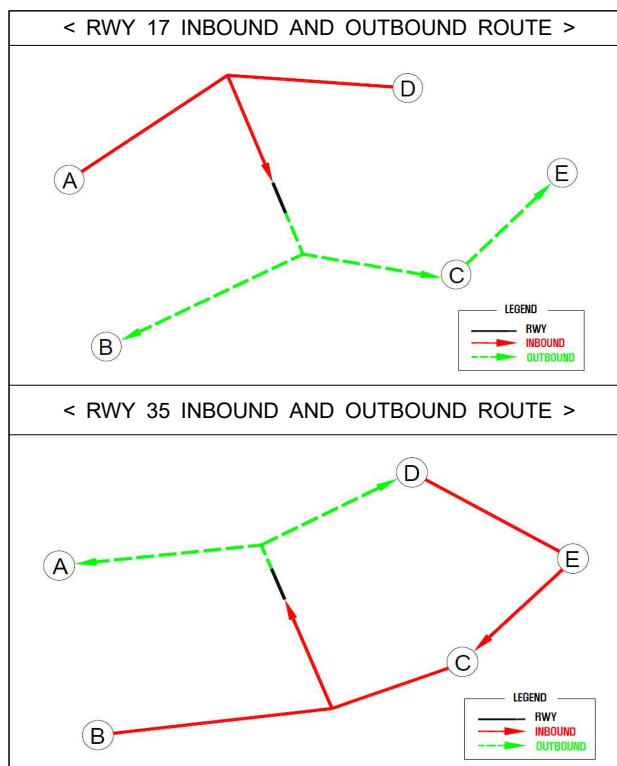 < RWY 17 INBOUND AND OUTBOUND ROUTE >
D
A
E
C
B
LEGEND
RWY
INBOUND
OUTBOUND
< RWY 35 INBOUND AND OUTBOUND ROUTE >
D
E
A
C
B
LEGEND
RWY
INBOUND
OUTBOUND